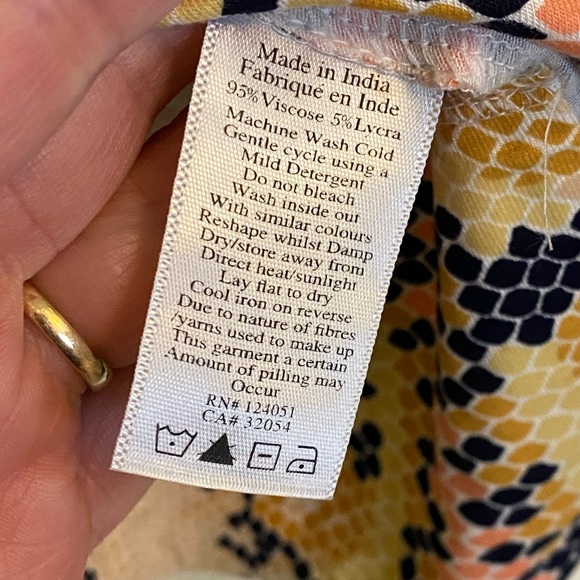 Made in India
Fabriqué en Inde
95% Viscose 5% Lycra
Machine Wash Cold
Gentle cycle using a
Mild Detergent
Do not bleach
Wash inside out
With similar colours
Reshape whilst Damp
Dry/store away from
Direct heat/sunlight
Lay flat to dry
Cool iron on reverse
Due to nature of fibres
/yarns used to make up
This garment a certain
Amount of pilling may
Occur
RN# 124051
CA# 32054